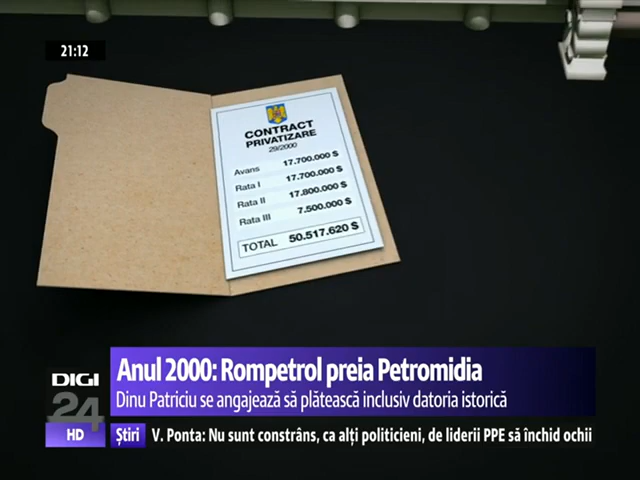 21:12
CONTRACT
PRIVATIZARE
29/2000
Avans 17.700.000 $
Rata I 17.700.000 $
Rata II 17.800.000 $
Rata III 7.500.000 $
TOTAL 50.517.620 $
Anul 2000: Rompetrol preia Petromidia
Dinu Patriciu se angajează să plătească inclusiv datoria istorică
DIGI
24
HD
Știri V. Ponta: Nu sunt constrâns, ca alți politicieni, de liderii PPE să închid ochii